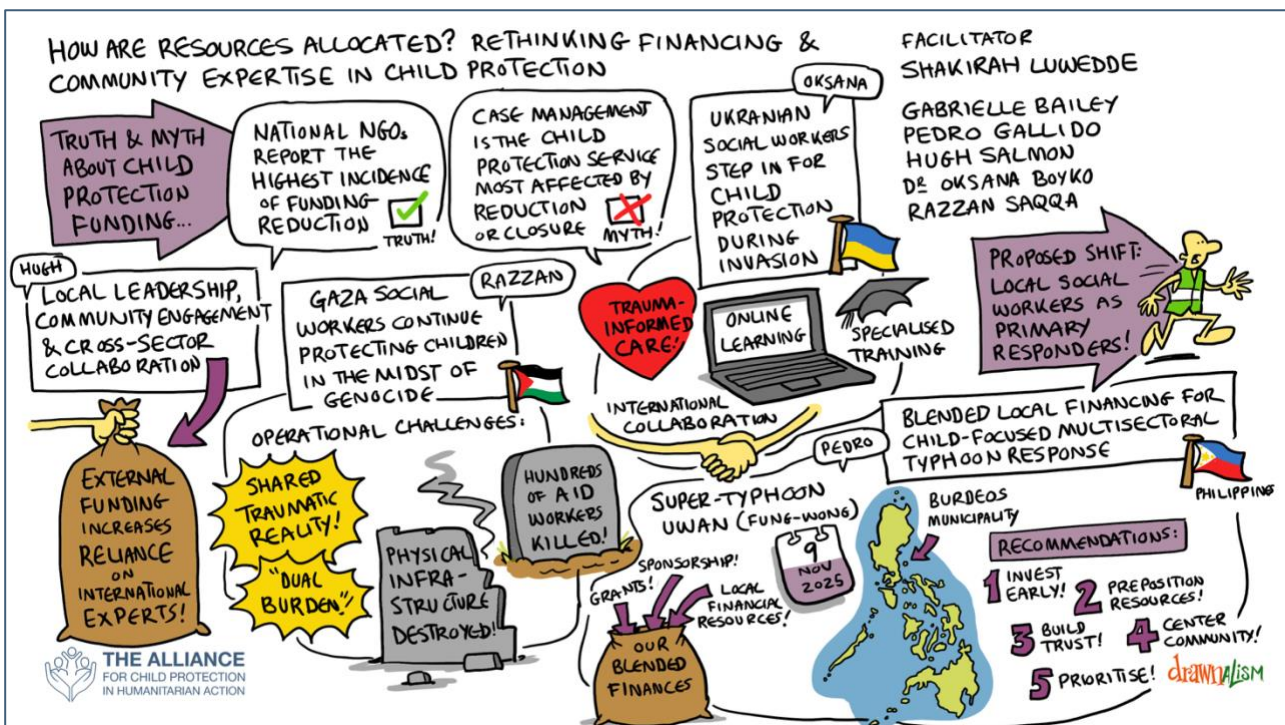 HOW ARE RESOURCES ALLOCATED? RETHINKING FINANCING &
COMMUNITY EXPERTISE IN CHILD PROTECTION
FACILITATOR
SHAKIRAH LUWEDDE
GABRIELLE BAILEY
PEDRO GALLIDO
HUGH SALMON
DR OKSANA BOYKO
RAZZAN SAQQA
TRUTH & MYTH
ABOUT CHILD
PROTECTION
FUNDING...
NATIONAL NGOs
REPORT THE
HIGHEST INCIDENCE
OF FUNDING
REDUCTION
TRUTH!
CASE MANAGEMENT
IS THE CHILD
PROTECTION SERVICE
MOST AFFECTED BY
REDUCTION
OR CLOSURE
MYTH!
OKSANA
UKRANIAN
SOCIAL WORKERS
STEP IN FOR
CHILD
PROTECTION
DURING
INVASION
PROPOSED SHIFT:
LOCAL SOCIAL
WORKERS AS
PRIMARY
RESPONDERS!
HUGH
LOCAL LEADERSHIP,
COMMUNITY ENGAGEMENT
& CROSS-SECTOR
COLLABORATION
EXTERNAL
FUNDING
INCREASES
RELIANCE
ON
INTERNATIONAL
EXPERTS!
RAZZAN
GAZA SOCIAL
WORKERS CONTINUE
PROTECTING CHILDREN
IN THE MIDST OF
GENOCIDE
OPERATIONAL CHALLENGES:
SHARED
TRAUMATIC
REALITY!
"DUAL
BURDEN!"
PHYSICAL
INFRA-
STRUCTURE
DESTROYED!
HUNDREDS
OF AID
WORKERS
KILLED!
TRAUMA-
INFORMED
CARE!
ONLINE
LEARNING
SPECIALISED
TRAINING
INTERNATIONAL
COLLABORATION
PEDRO
BLENDED LOCAL FINANCING FOR
CHILD-FOCUSED MULTISECTORAL
TYPHOON RESPONSE
PHILIPPINES
SUPER-TYPHOON
UWAN (FUNG-WONG)
9
NOV
2025
BURDEOS
MUNICIPALITY
GRANTS!
SPONSORSHIP!
LOCAL
FINANCIAL
RESOURCES!
OUR
BLENDED
FINANCES
RECOMMENDATIONS:
1 INVEST
EARLY!
2 PREPOSITION
RESOURCES!
3 BUILD
TRUST!
4 CENTER
COMMUNITY!
5 PRIORITISE!
THE ALLIANCE
FOR CHILD PROTECTION
IN HUMANITARIAN ACTION
drawnalism